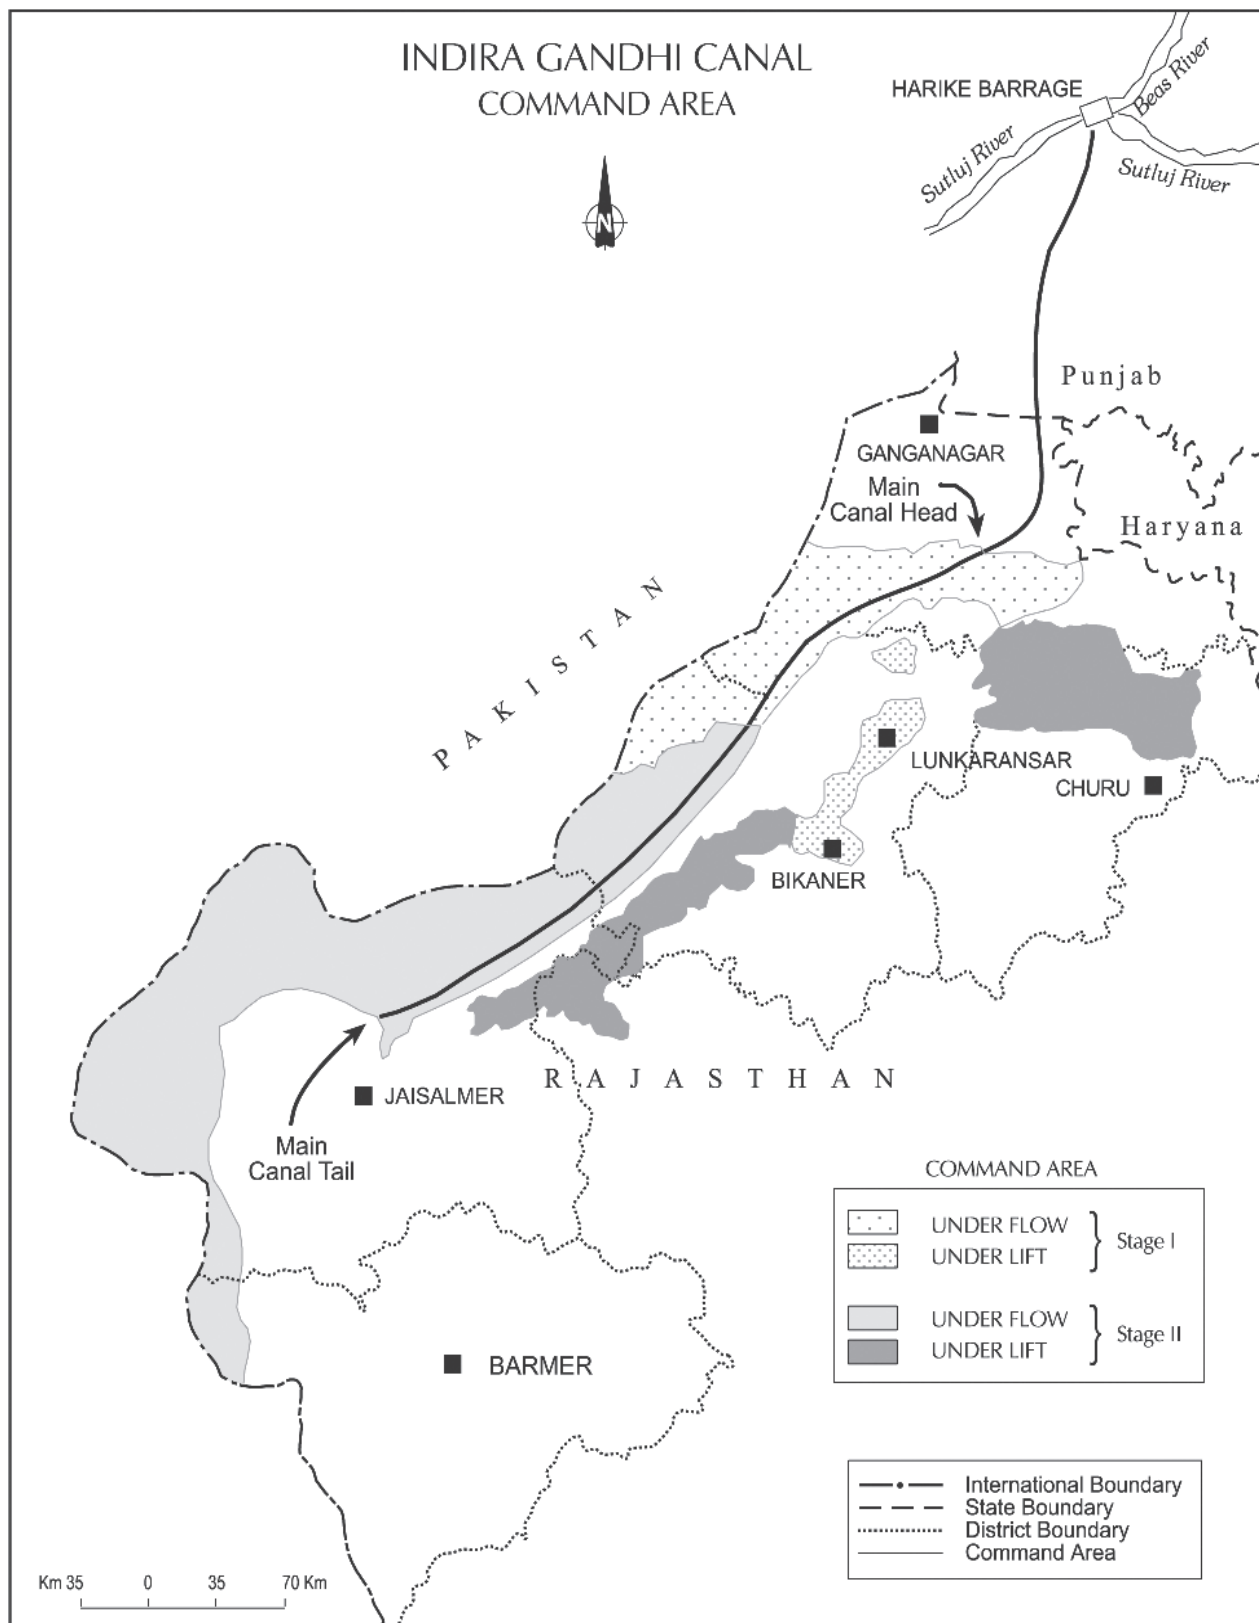 INDIRA GANDHI CANAL
COMMAND AREA
HARIKE BARRAGE
Beas River
Sutluj River
Sutluj River
N
Punjab
GANGANAGAR
Main
Canal Head
Haryana
PAKISTAN
LUNKARANSAR
CHURU
BIKANER
RAJASTHAN
JAISALMER
Main
Canal Tail
BARMER
COMMAND AREA
UNDER FLOW
UNDER LIFT
Stage I
UNDER FLOW
UNDER LIFT
Stage II
International Boundary
State Boundary
District Boundary
Command Area
Km 35 0 35 70 Km